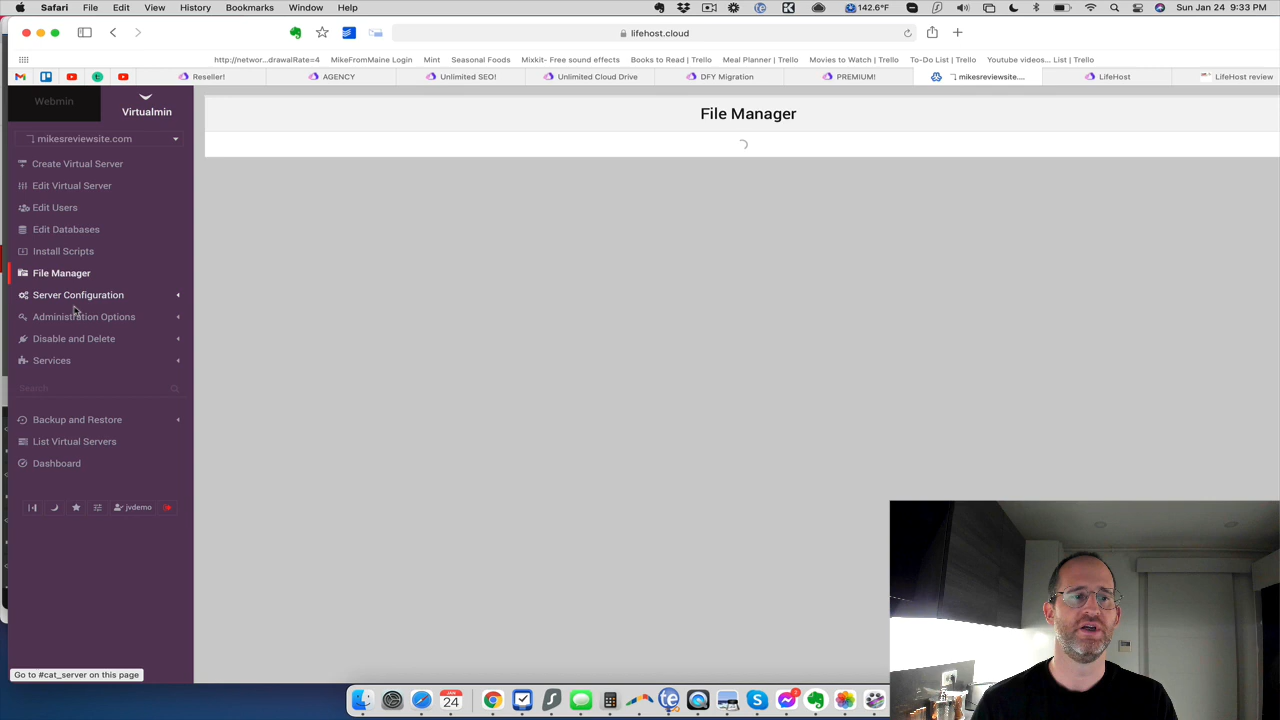 Safari File Edit View History Bookmarks Window Help 142.6°F Sun Jan 24 9:33 PM
lifehost.cloud
http://networ...drawalRate=4 MikeFromMaine Login Mint Seasonal Foods Mixkit- Free sound effects Books to Read | Trello Meal Planner | Trello Movies to Watch | Trello To-Do List | Trello Youtube videos... List | Trello
Reseller! AGENCY Unlimited SEO! Unlimited Cloud Drive DFY Migration PREMIUM! mikesreviewsite.... LifeHost LifeHost review
Webmin
Virtualmin
File Manager
mikesreviewsite.com
Create Virtual Server
Edit Virtual Server
Edit Users
Edit Databases
Install Scripts
File Manager
Server Configuration
Administration Options
Disable and Delete
Services
Search
Backup and Restore
List Virtual Servers
Dashboard
jvdemo
Go to #cat_server on this page
JAN
24